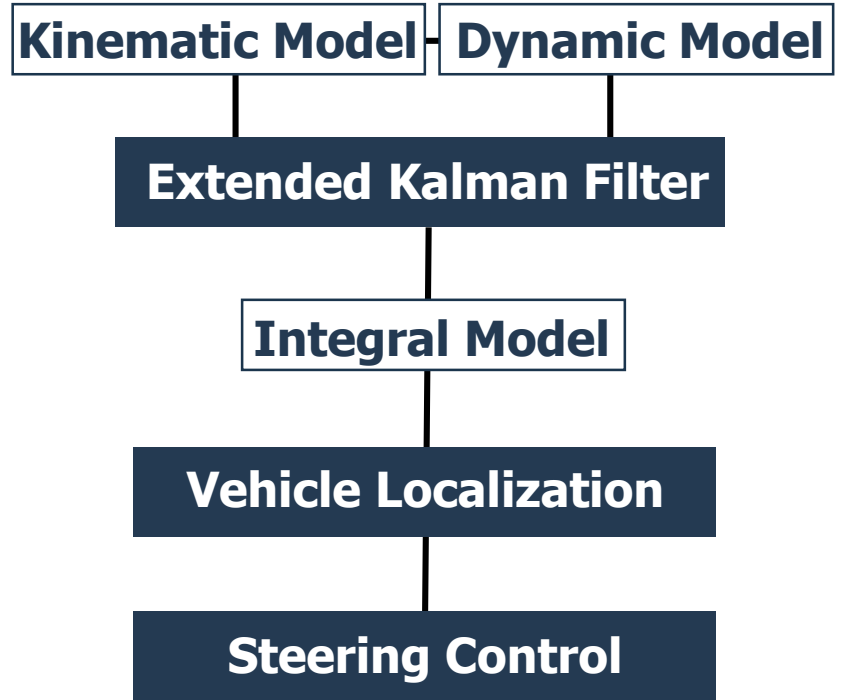 Kinematic Model
Dynamic Model
Extended Kalman Filter
Integral Model
Vehicle Localization
Steering Control